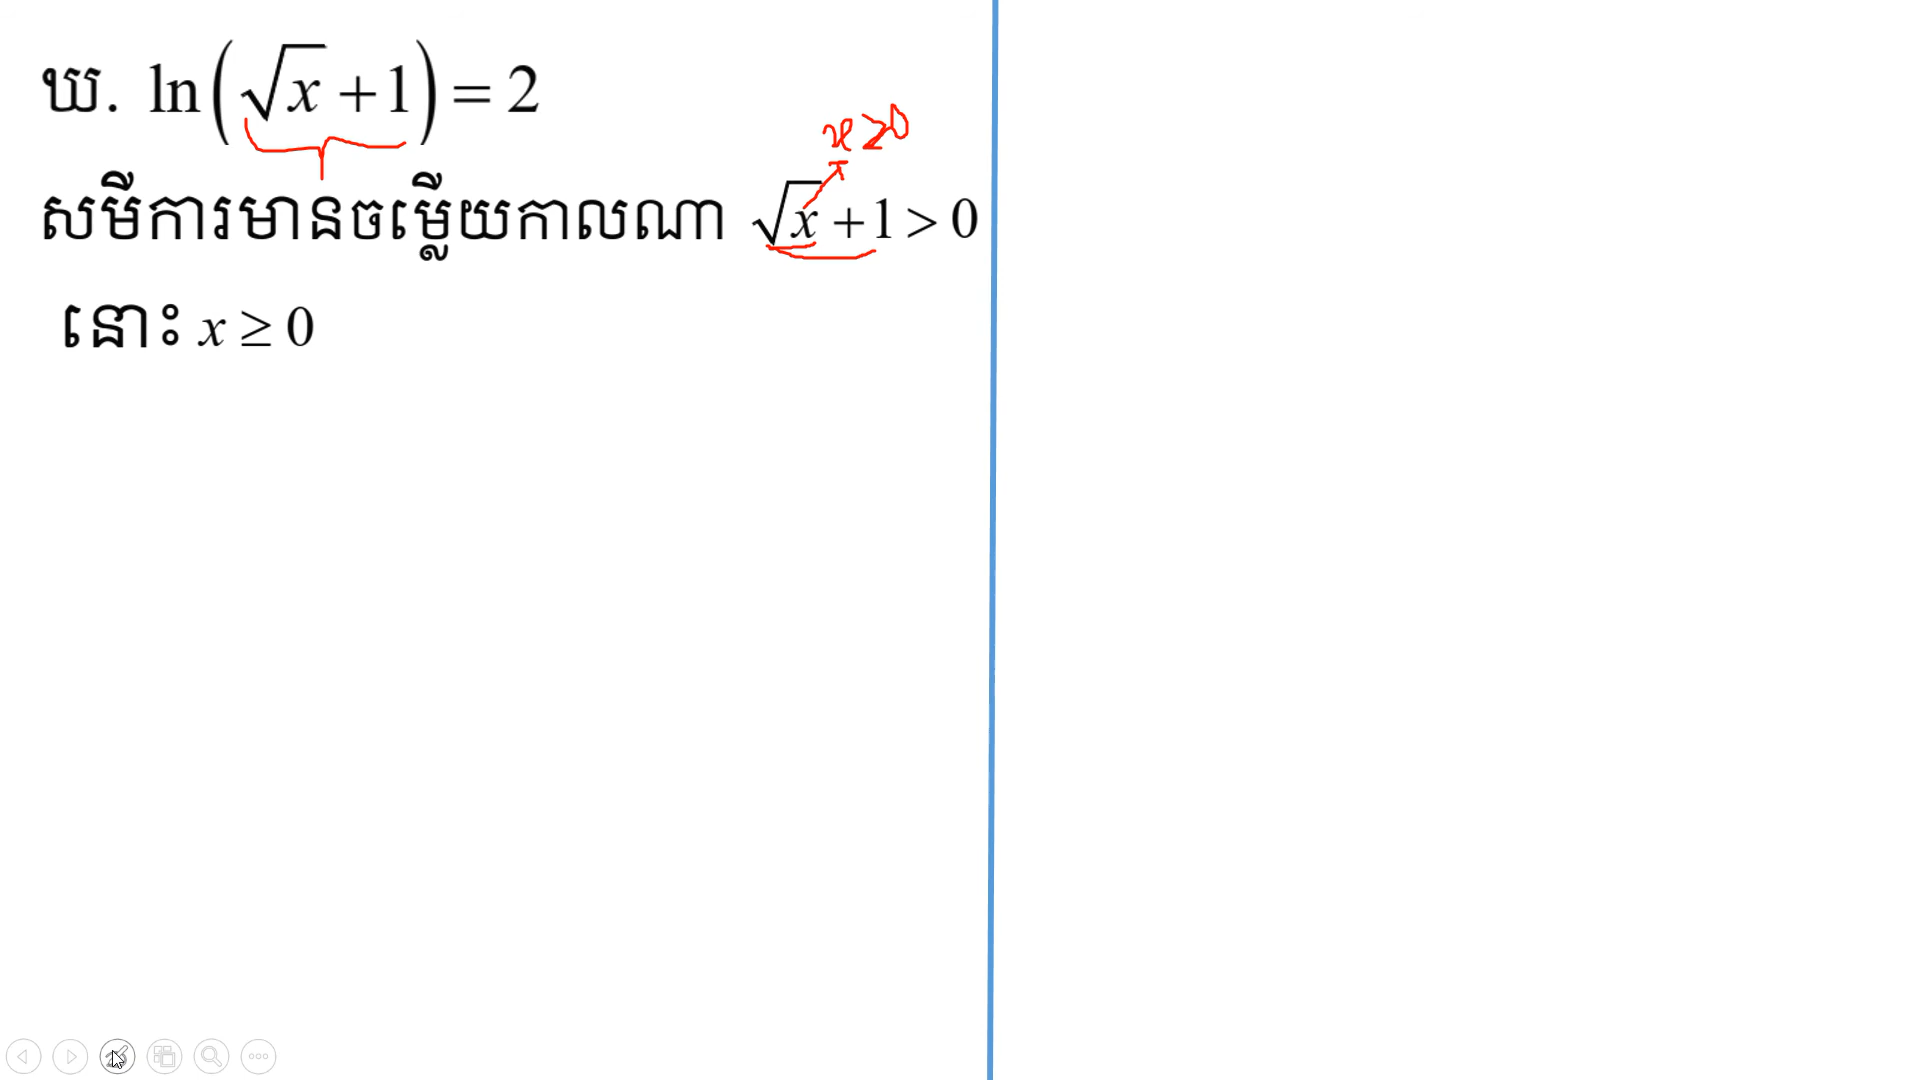 ឃ. ln(√x + 1) = 2
x ≥ 0
សមីការមានចម្លើយកាលណា √x + 1 > 0
នោះ x ≥ 0